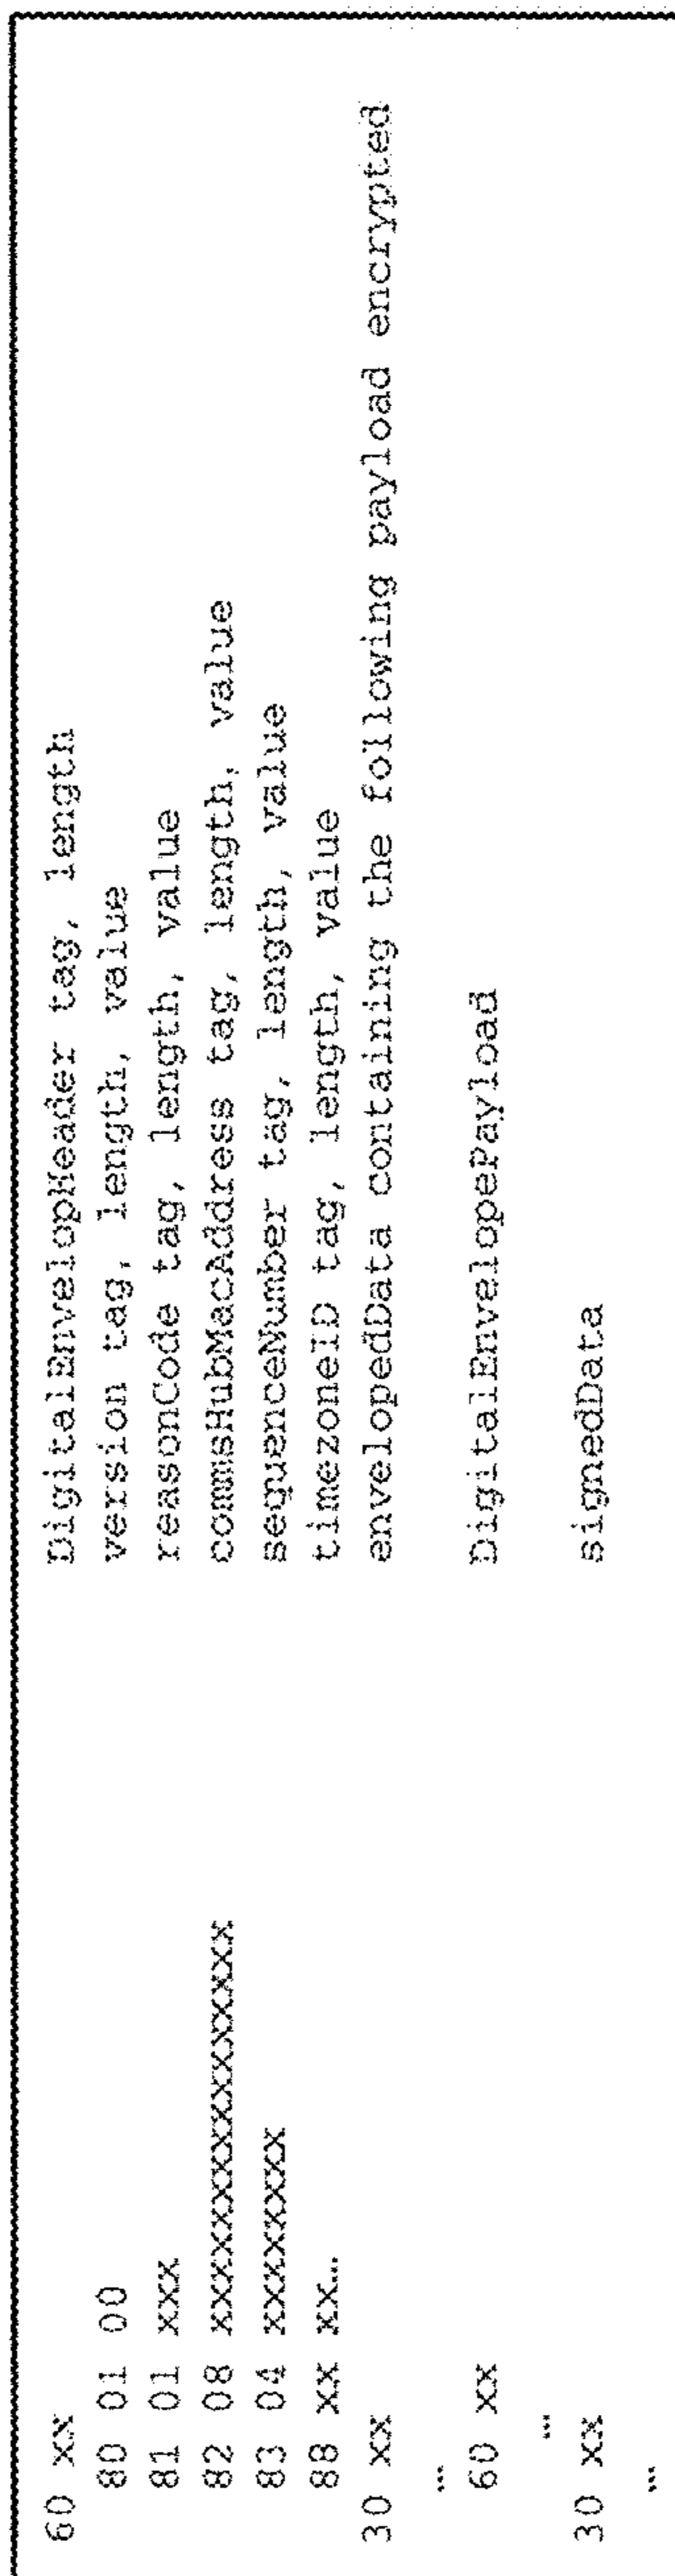 60 xx DigitalEnvelopHeader tag, length
80 01 00 version tag, length, value
81 01 xxx reasonCode tag, length, value
82 08 xxxxxxxxxxxxxxxx commsHubMacAddress tag, length, value
83 04 xxxxxxxx sequenceNumber tag, length, value
88 xx xx… timezoneID tag, length, value
30 xx envelopedData containing the following payload encrypted
…
60 xx DigitalEnvelopePayload
…
30 xx signedData
…